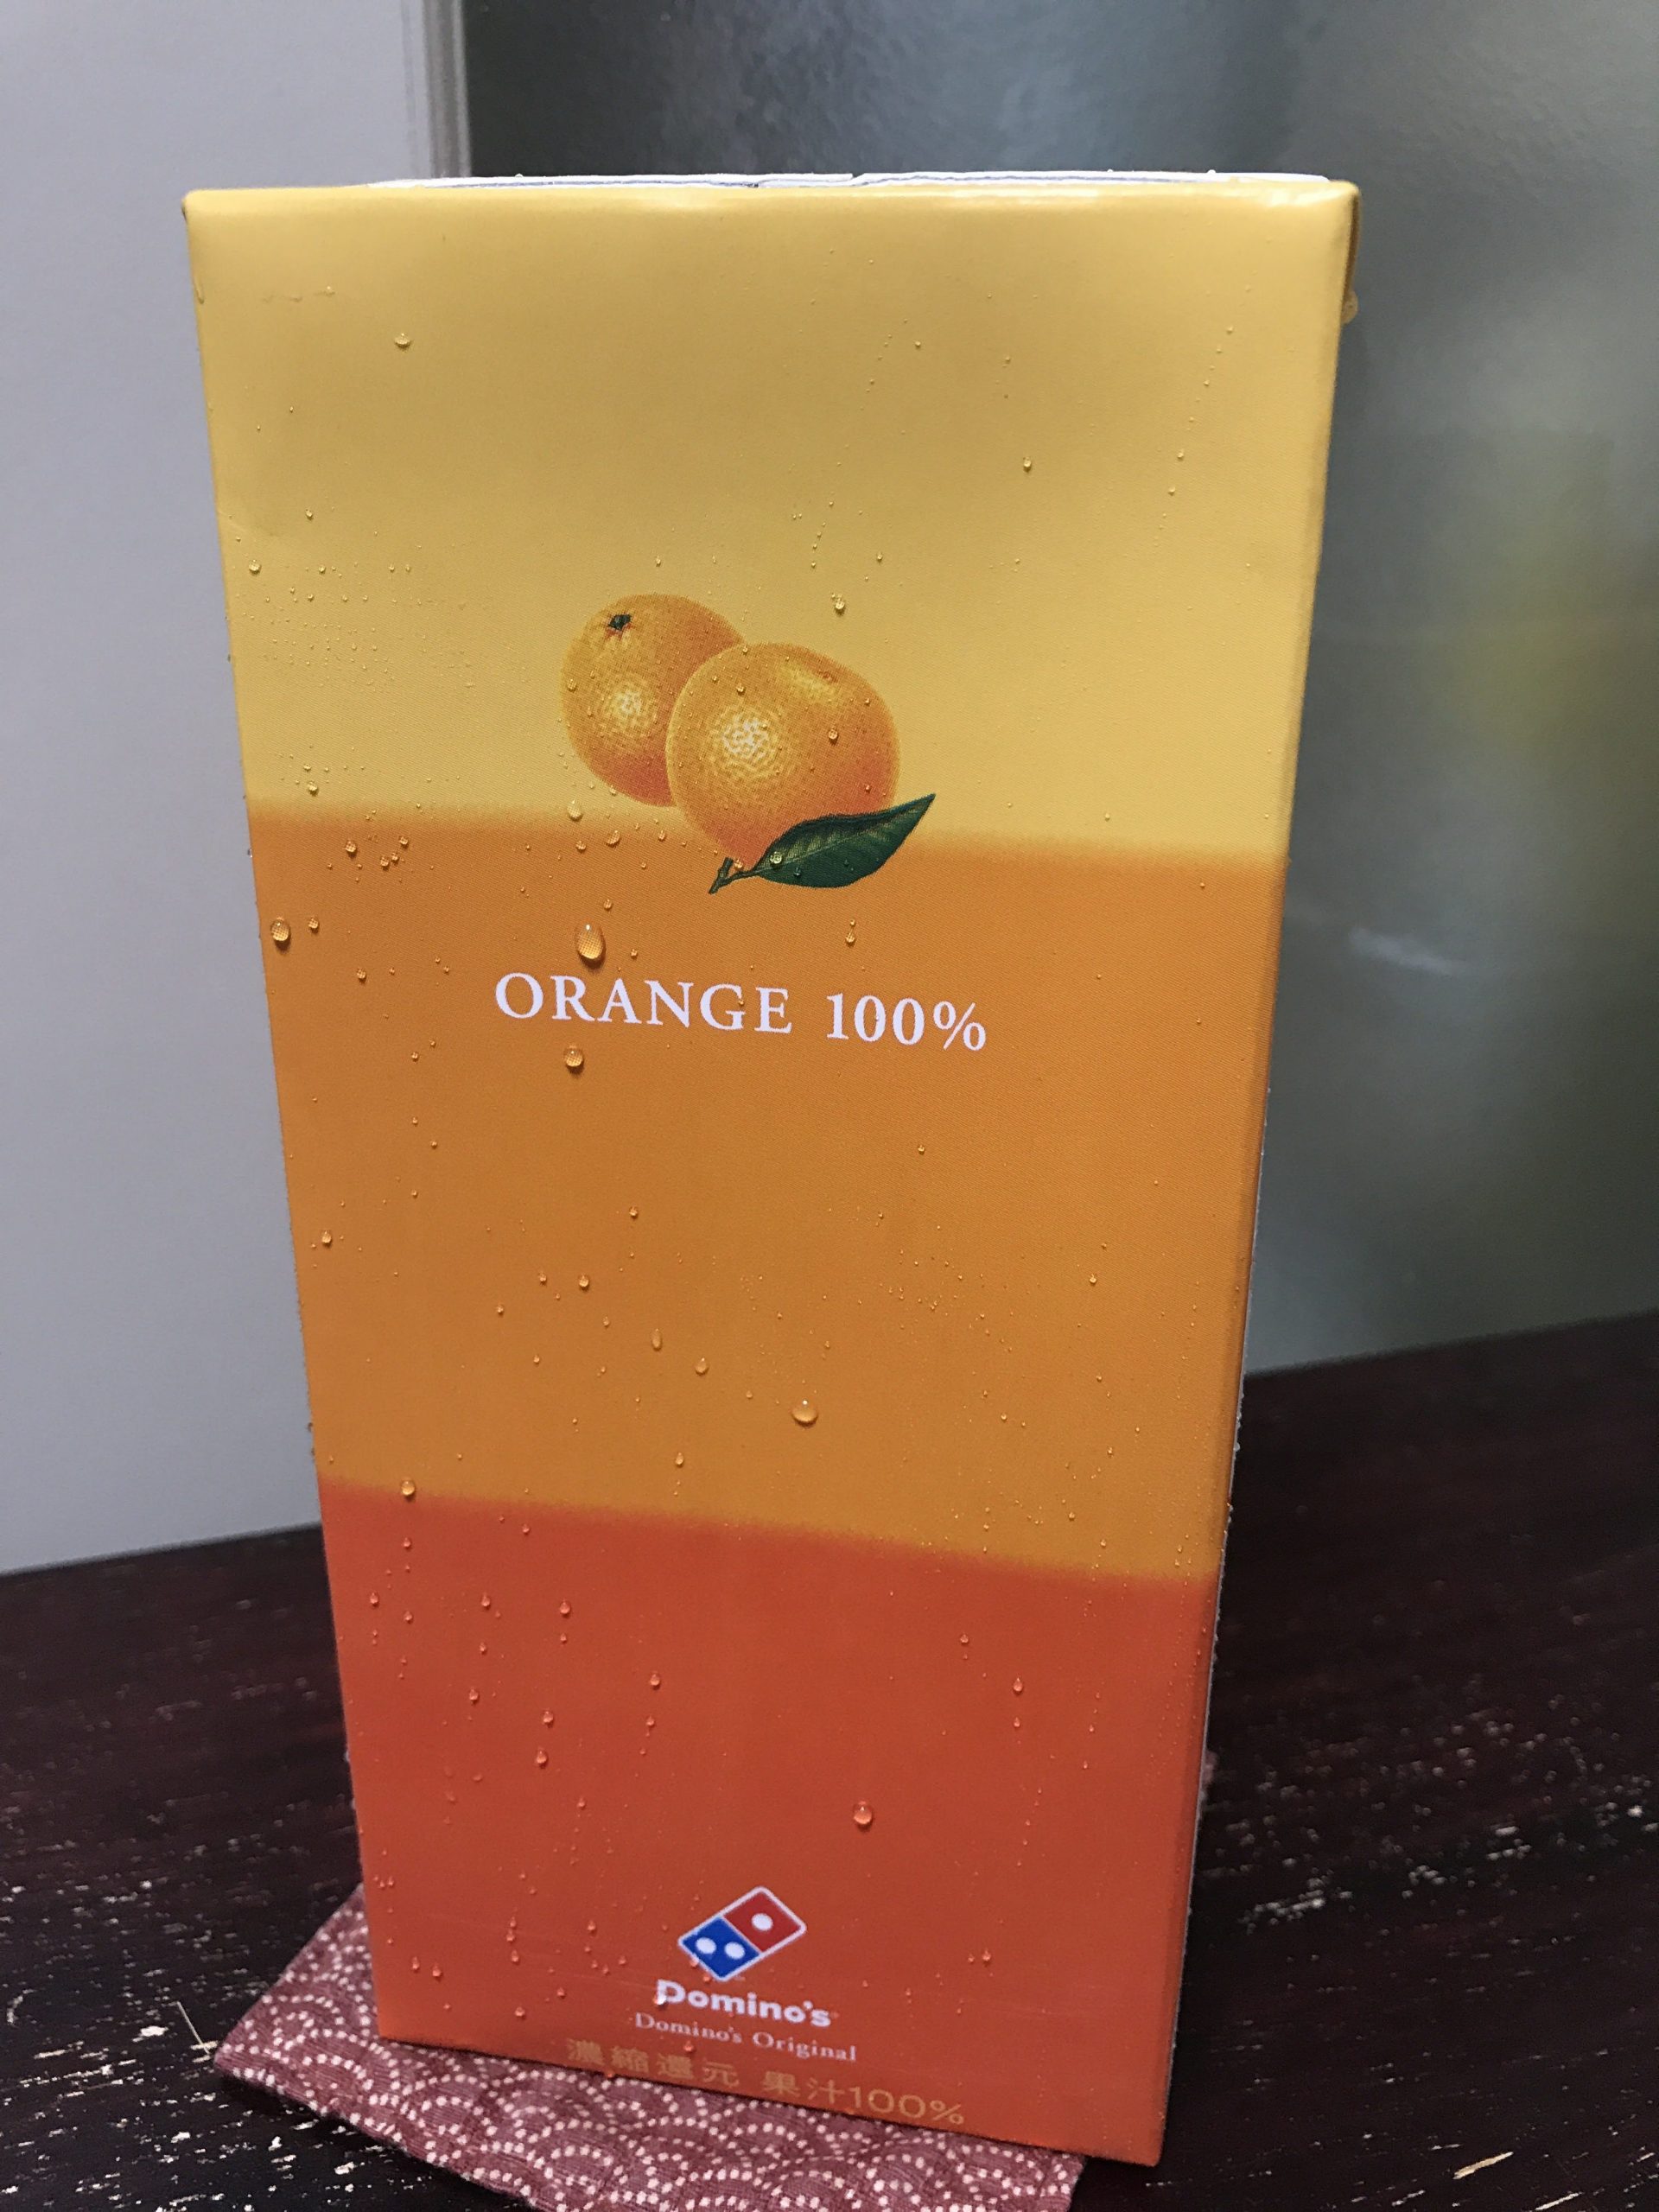 ORANGE 100%
Domino's
Domino's Original
濃縮還元 果汁100%